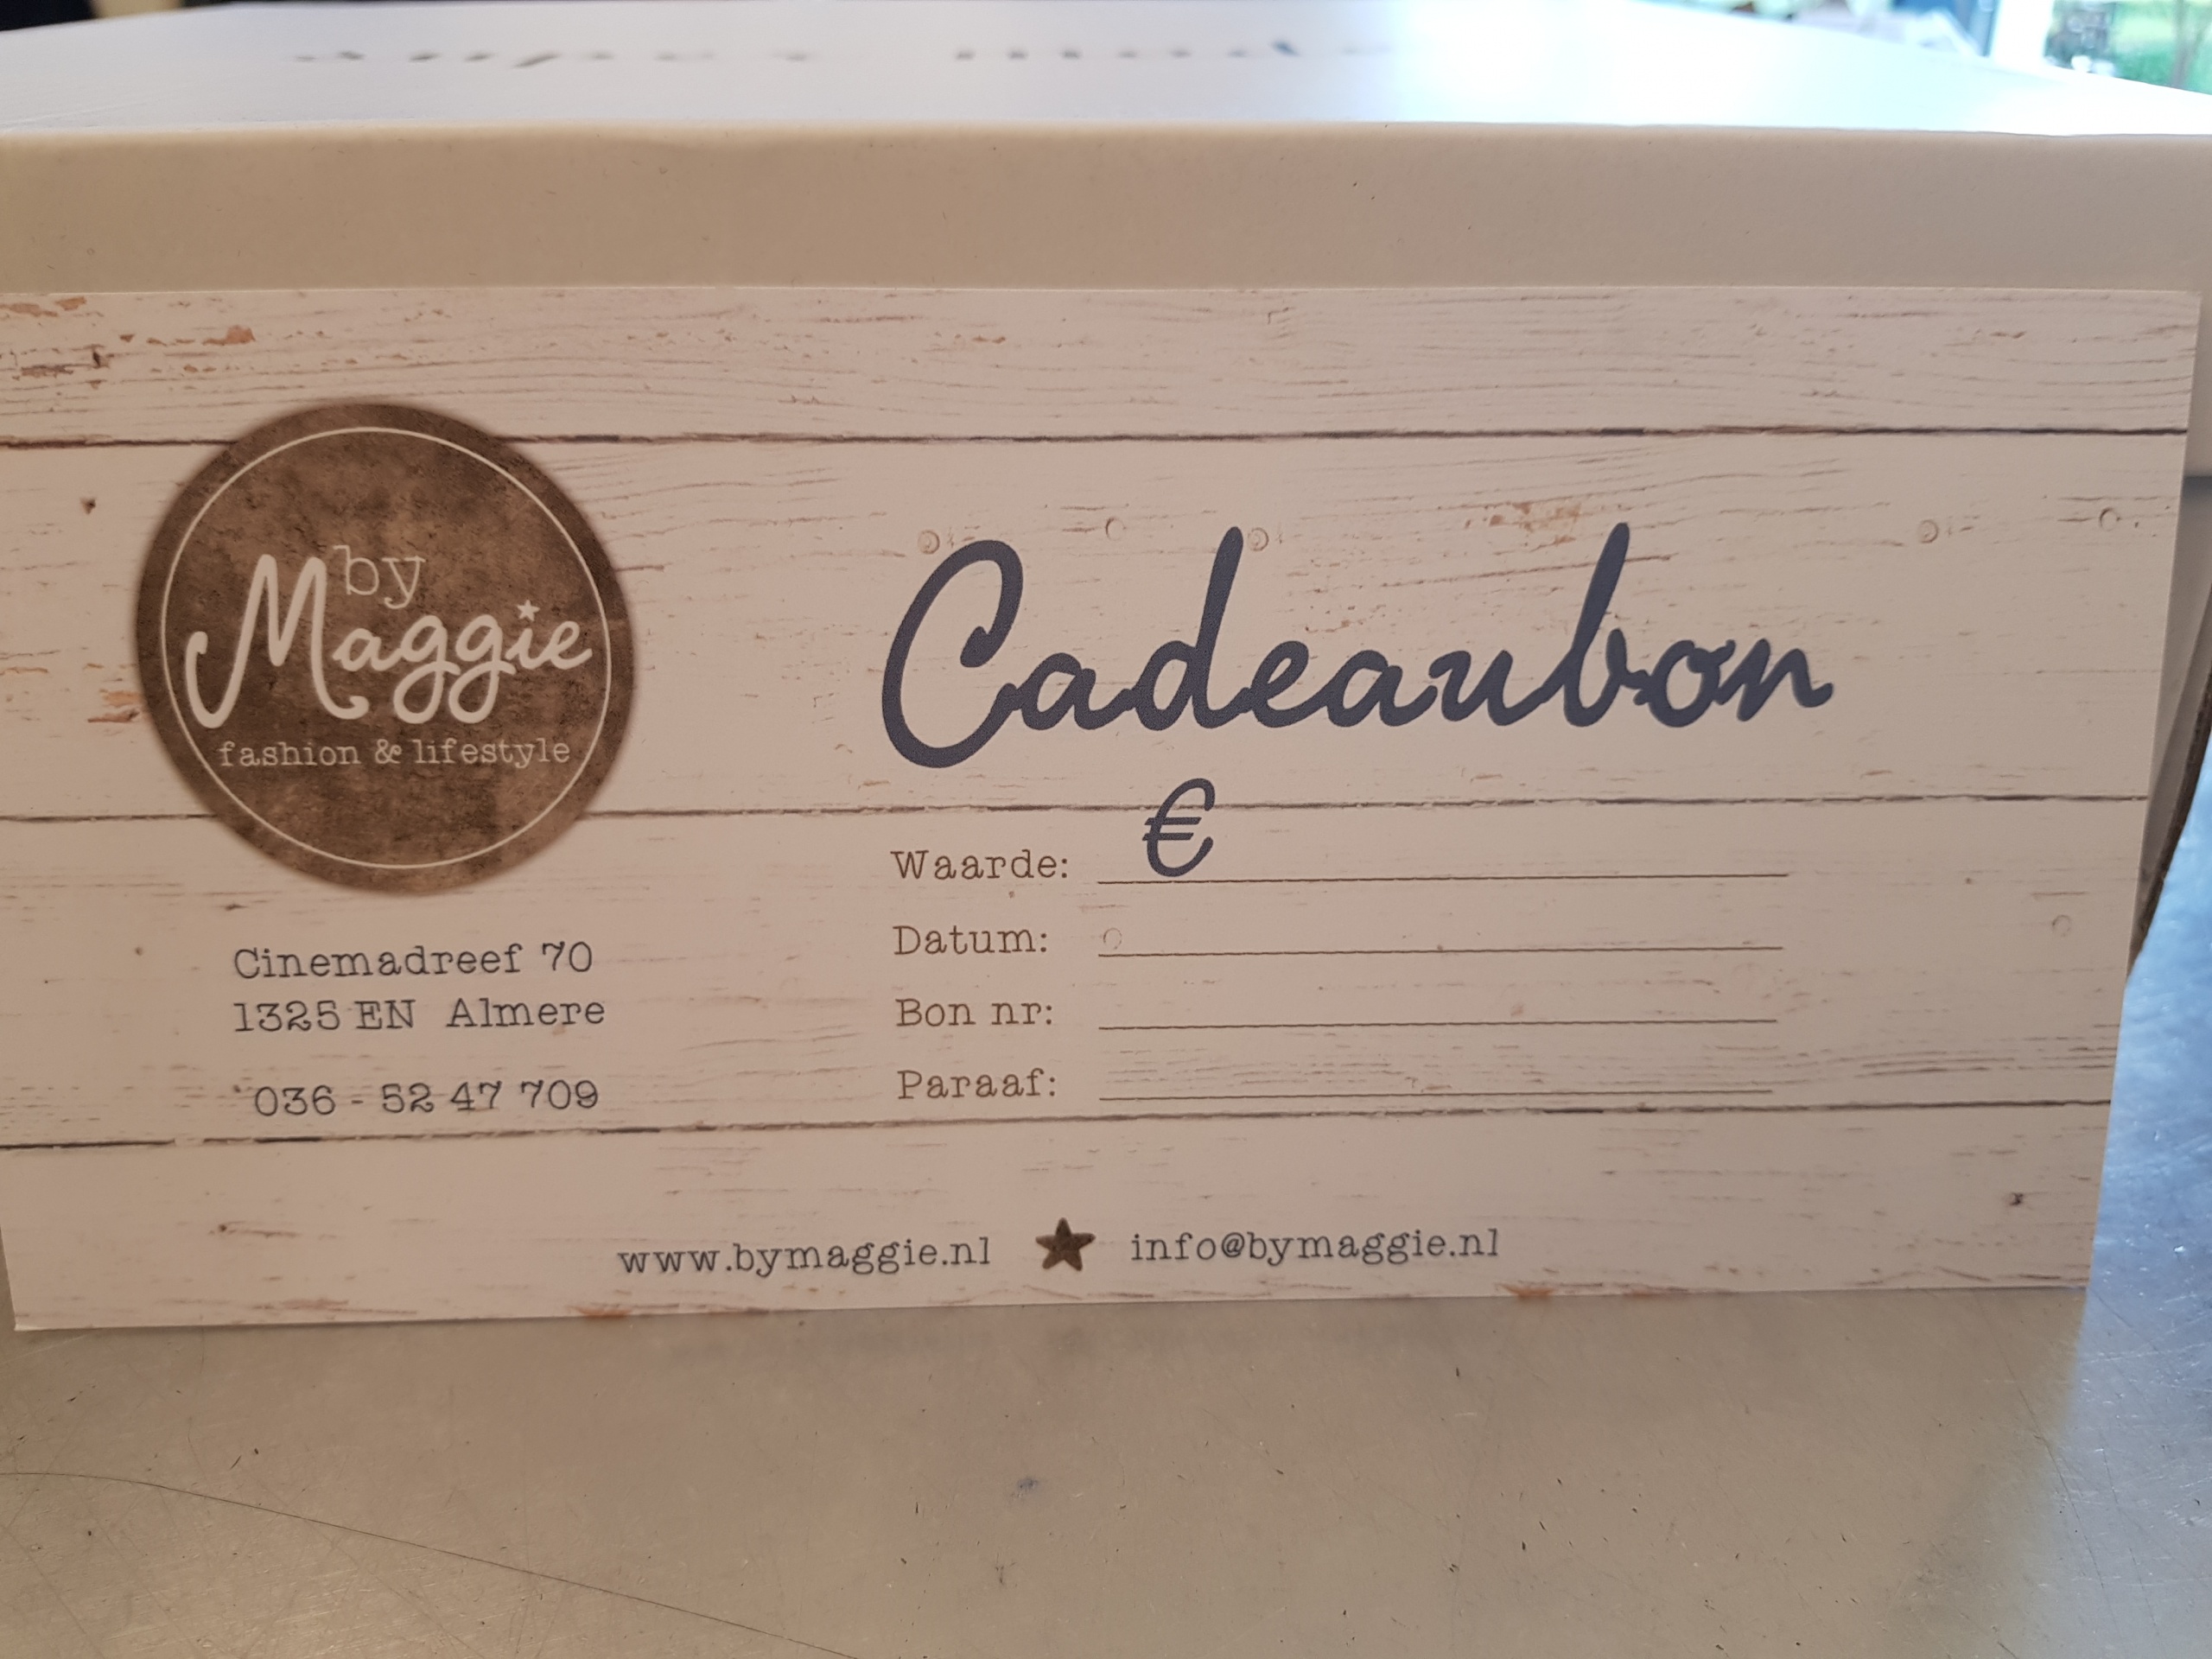 by
Maggie
fashion & lifestyle
Cinemadreef 70
1325 EN Almere
036 - 52 47 709
Cadeaubon
Waarde: €
Datum:
Bon nr:
Paraaf:
www.bymaggie.nl info@bymaggie.nl